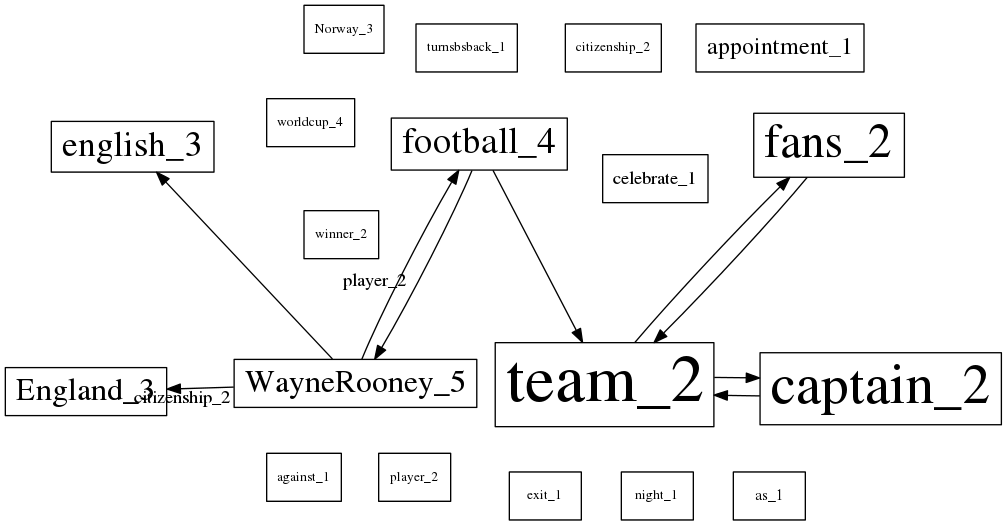 Norway_3
turnsbsback_1
citizenship_2
appointment_1
worldcup_4
english_3
football_4
fans_2
celebrate_1
winner_2
player_2
England_3
citizenship_2
WayneRooney_5
team_2
captain_2
against_1
player_2
exit_1
night_1
as_1